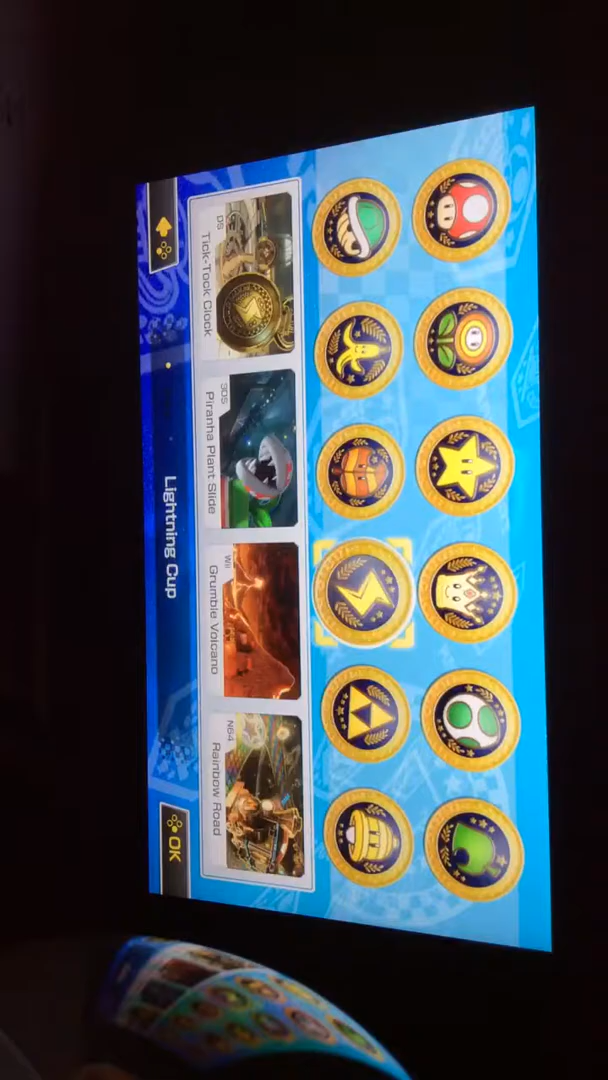 DS
Tick-Tock Clock
3DS
Piranha Plant Slide
Wii
Grumble Volcano
N64
Rainbow Road
Lightning Cup
OK